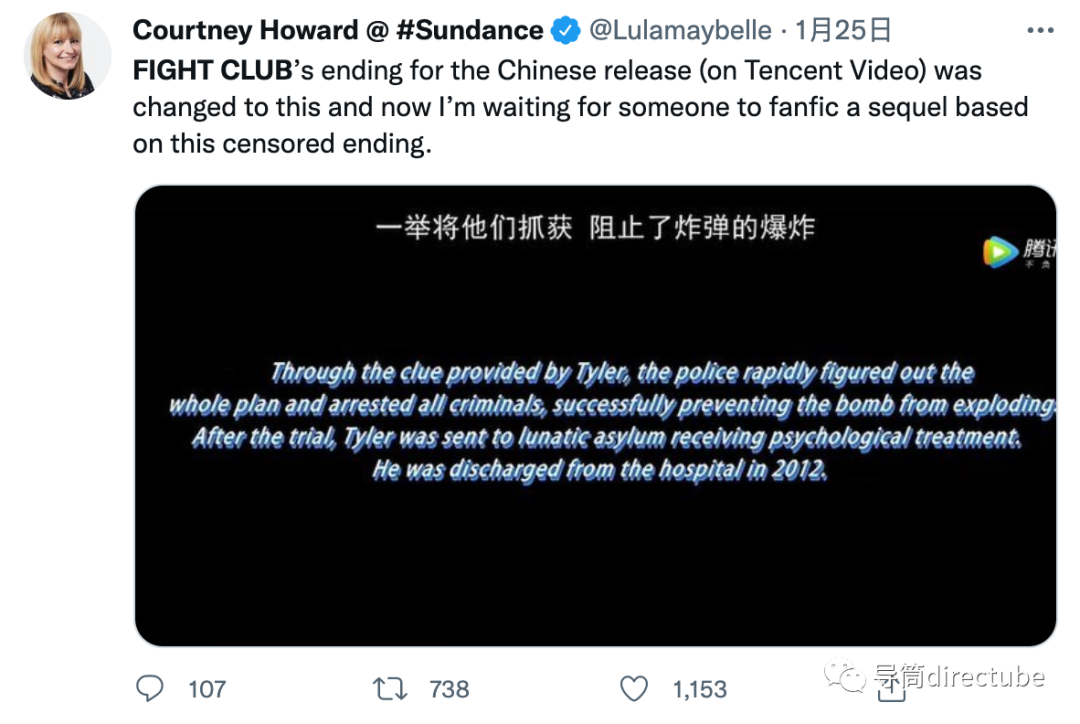 Courtney Howard @ #Sundance @Lulamaybelle · 1月25日
FIGHT CLUB’s ending for the Chinese release (on Tencent Video) was
changed to this and now I’m waiting for someone to fanfic a sequel based
on this censored ending.
一举将他们抓获 阻止了炸弹的爆炸
腾讯
不负
Through the clue provided by Tyler, the police rapidly figured out the
whole plan and arrested all criminals, successfully preventing the bomb from exploding.
After the trial, Tyler was sent to lunatic asylum receiving psychological treatment.
He was discharged from the hospital in 2012.
107 738 1,153
导筒directube